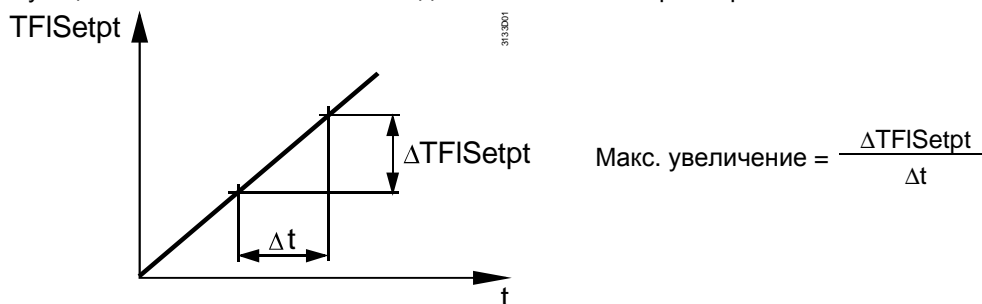 TFlSetpt
3133D01
ΔTFlSetpt
Макс. увеличение = ΔTFlSetpt
Δt
Δt
t